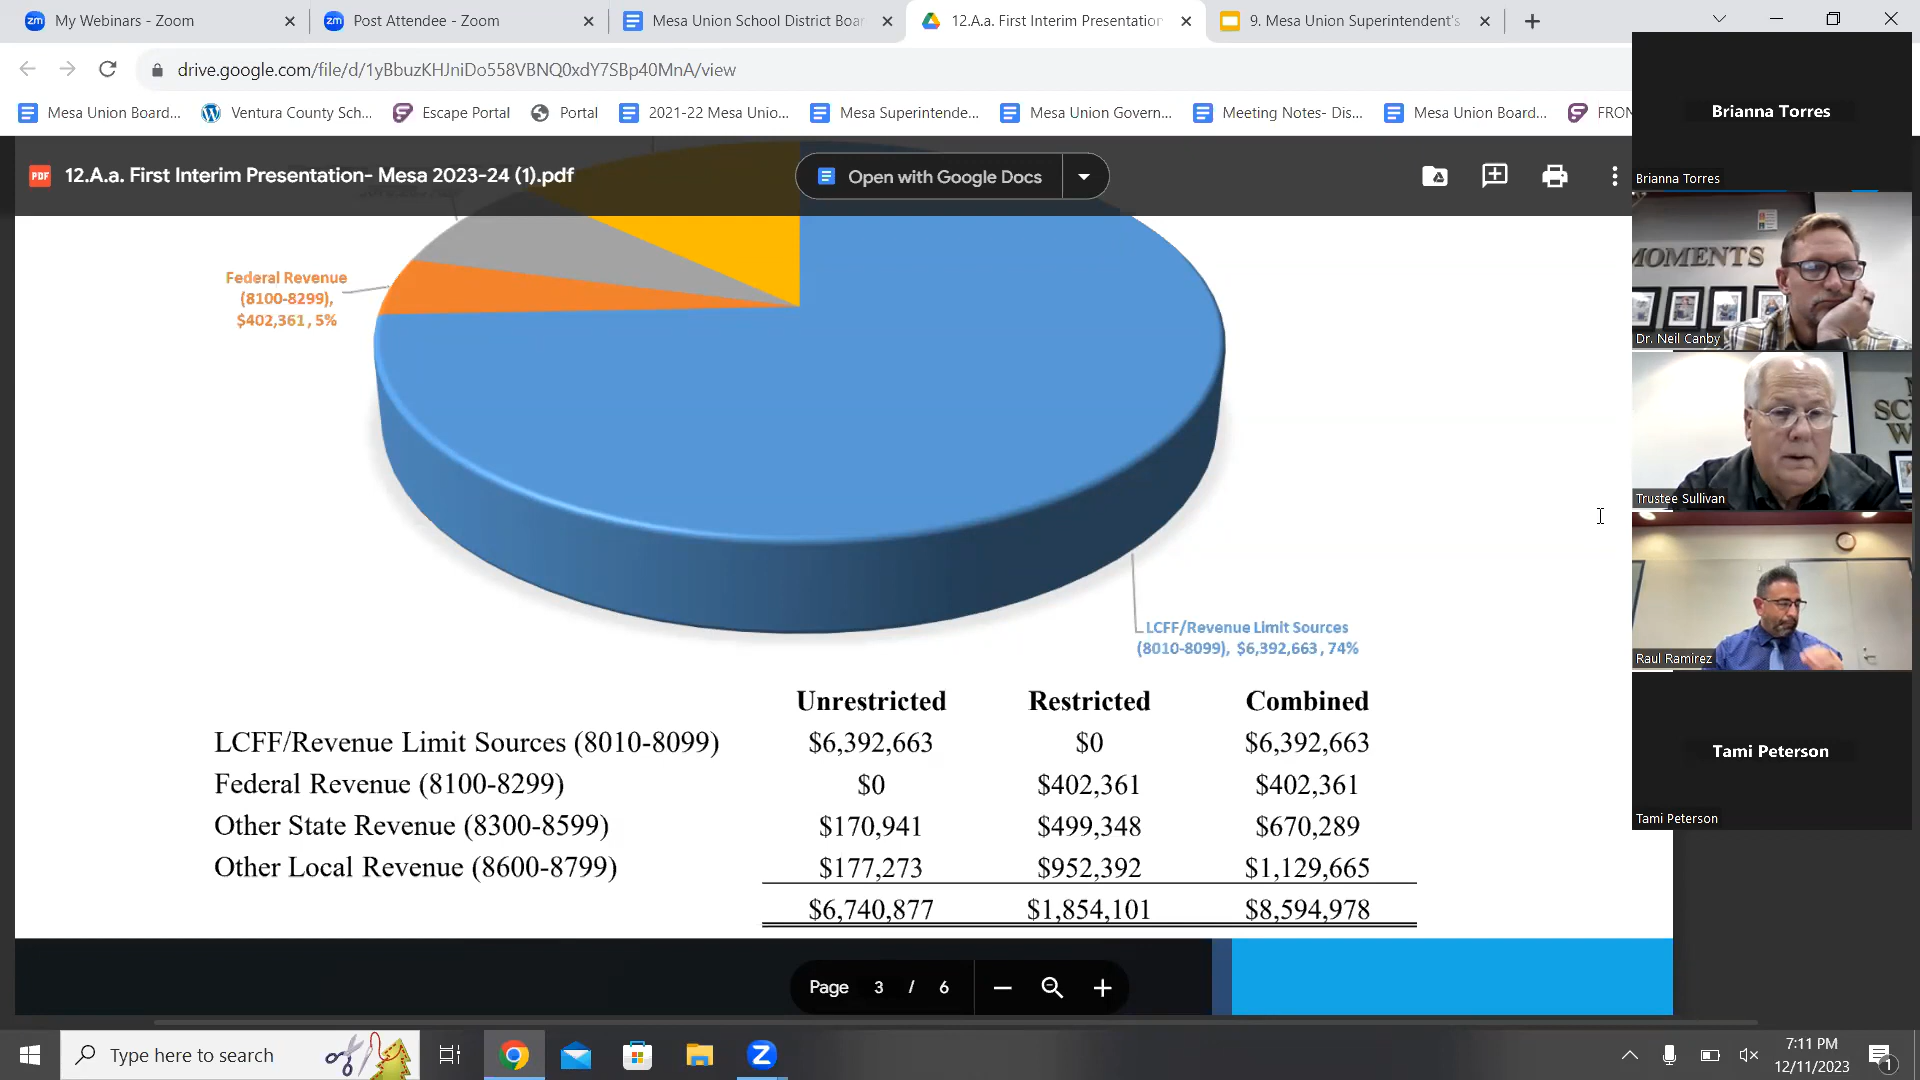 My Webinars - Zoom
Post Attendee - Zoom
Mesa Union School District Boar
12.A.a. First Interim Presentation
9. Mesa Union Superintendent's
drive.google.com/file/d/1yBbuzKHJniDo558VBNQ0xdY7SBp40MnA/view
Mesa Union Board...
Ventura County Sch...
Escape Portal
Portal
2021-22 Mesa Unio...
Mesa Superintende...
Mesa Union Govern...
Meeting Notes- Dis...
Mesa Union Board...
FRON
12.A.a. First Interim Presentation- Mesa 2023-24 (1).pdf
Open with Google Docs
Federal Revenue
(8100-8299),
$402,361 , 5%
LCFF/Revenue Limit Sources
(8010-8099), $6,392,663 , 74%
Unrestricted Restricted Combined
LCFF/Revenue Limit Sources (8010-8099) $6,392,663 $0 $6,392,663
Federal Revenue (8100-8299) $0 $402,361 $402,361
Other State Revenue (8300-8599) $170,941 $499,348 $670,289
Other Local Revenue (8600-8799) $177,273 $952,392 $1,129,665
$6,740,877 $1,854,101 $8,594,978
Page 3 / 6
Brianna Torres
Brianna Torres
MOMENTS
Dr. Neil Canby
Trustee Sullivan
Raul Ramirez
Tami Peterson
Tami Peterson
Type here to search
7:11 PM
12/11/2023
1